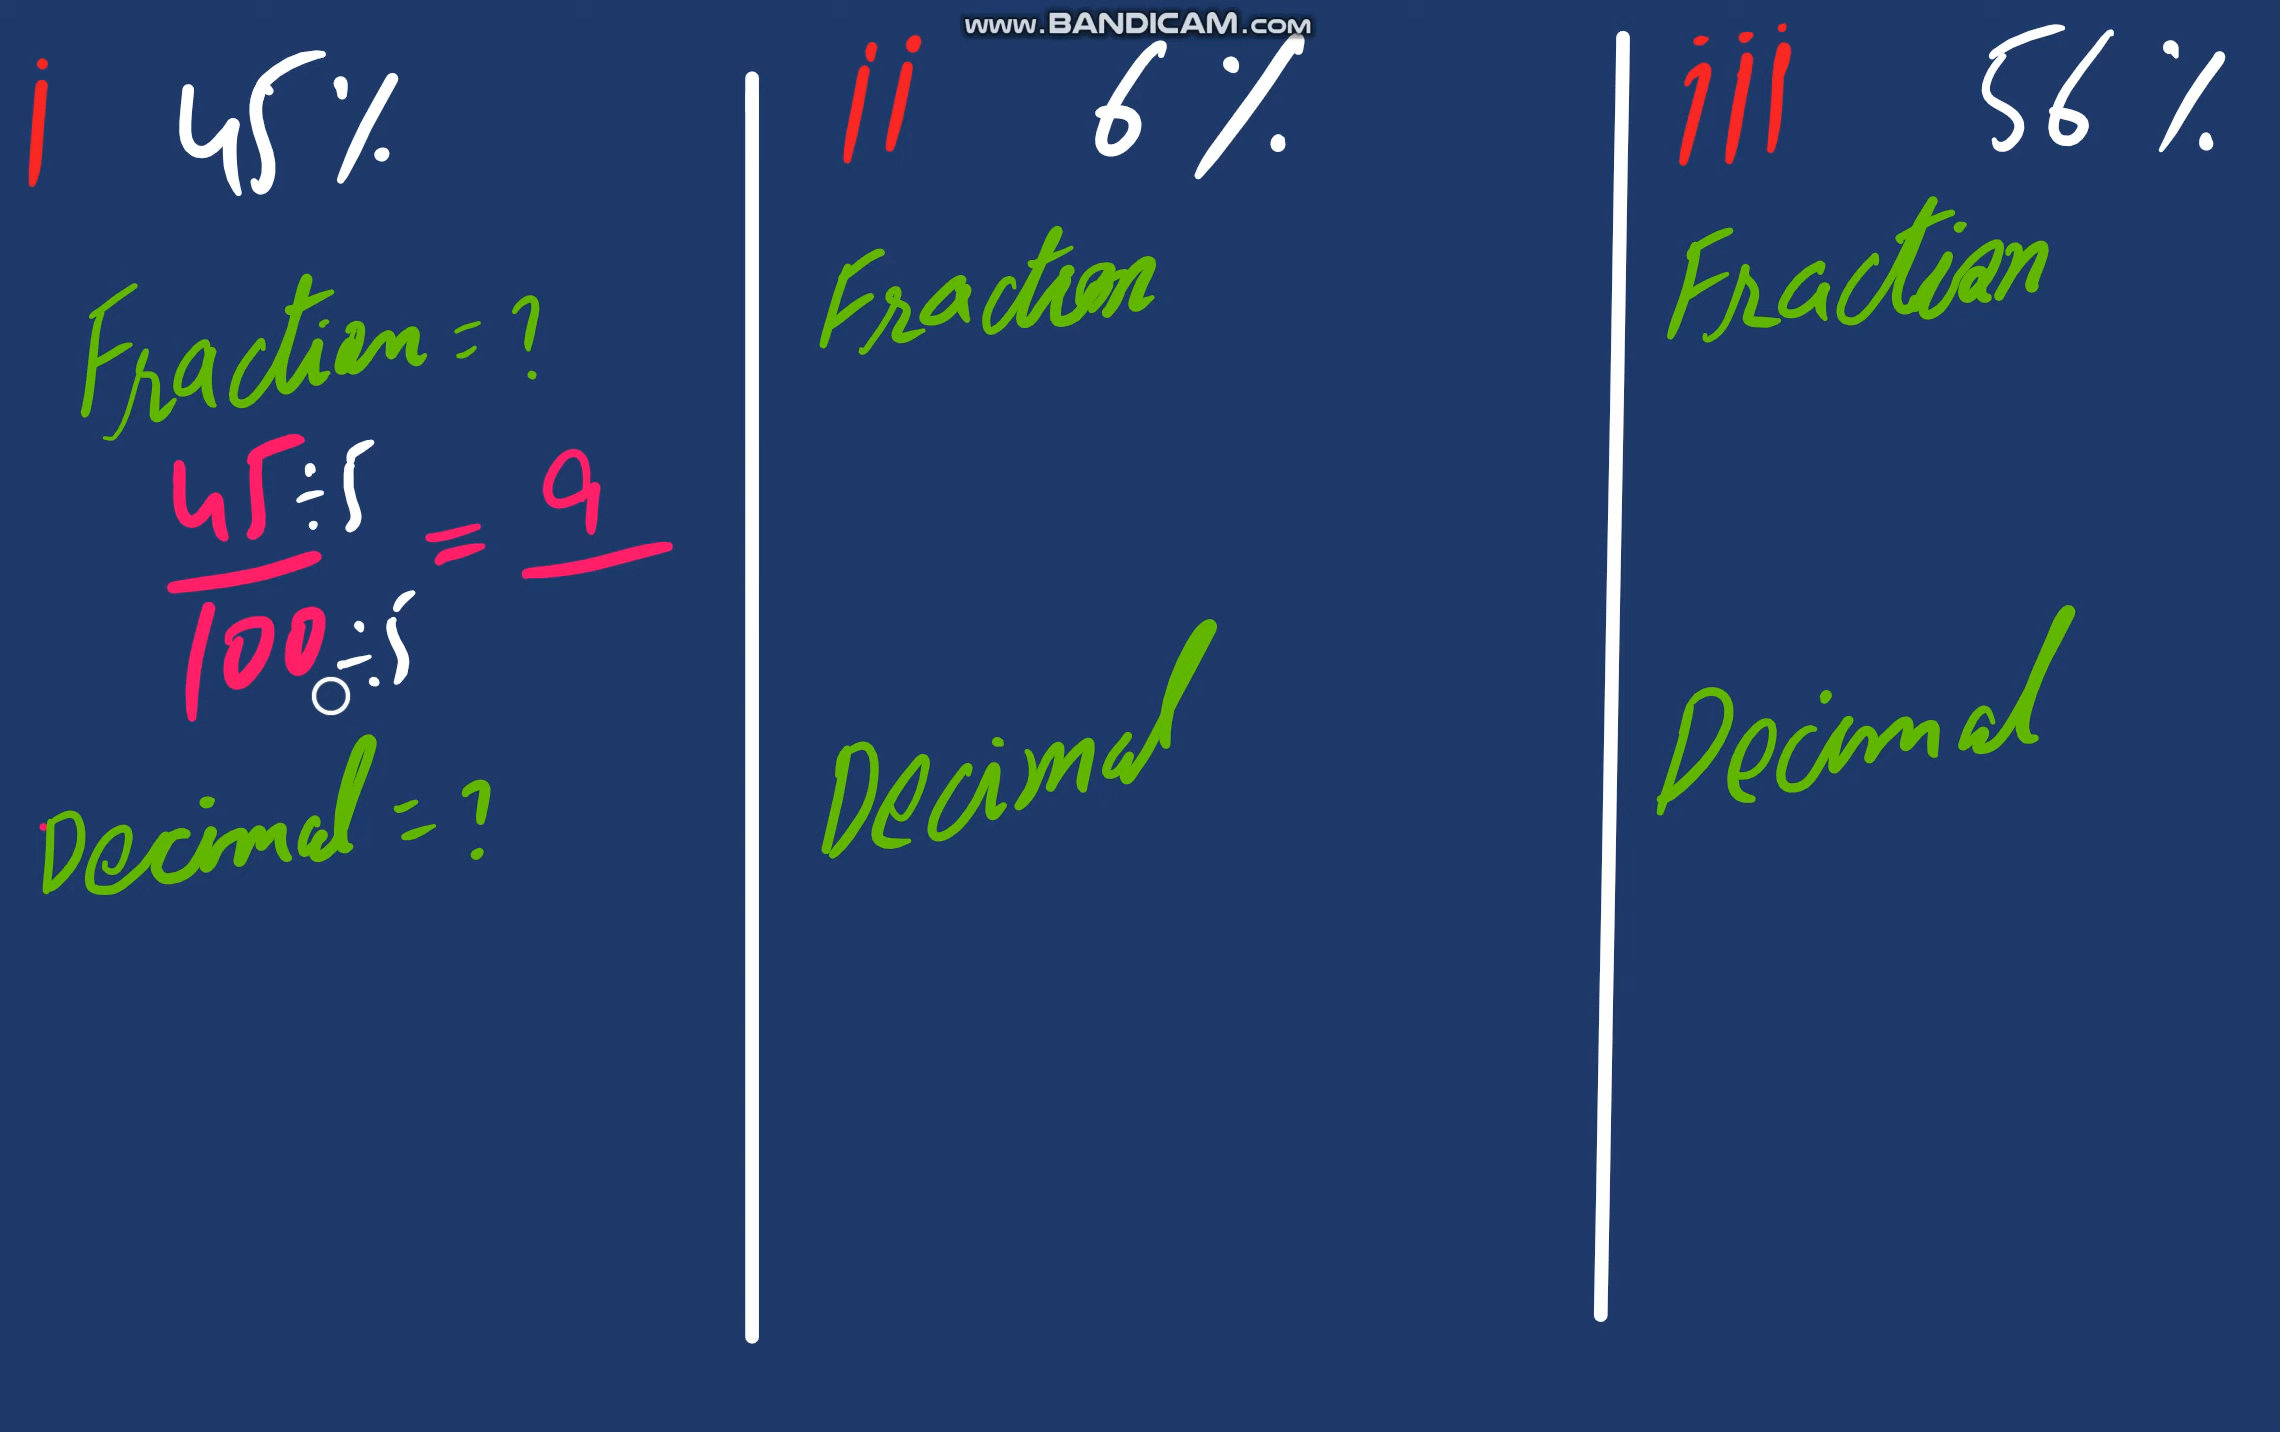 www.BANDICAM.com
i 45%
Fraction = ?
45÷5 = 9
100÷5
Decimal = ?
ii 6%
Fraction
Decimal
iii 56%
Fraction
Decimal